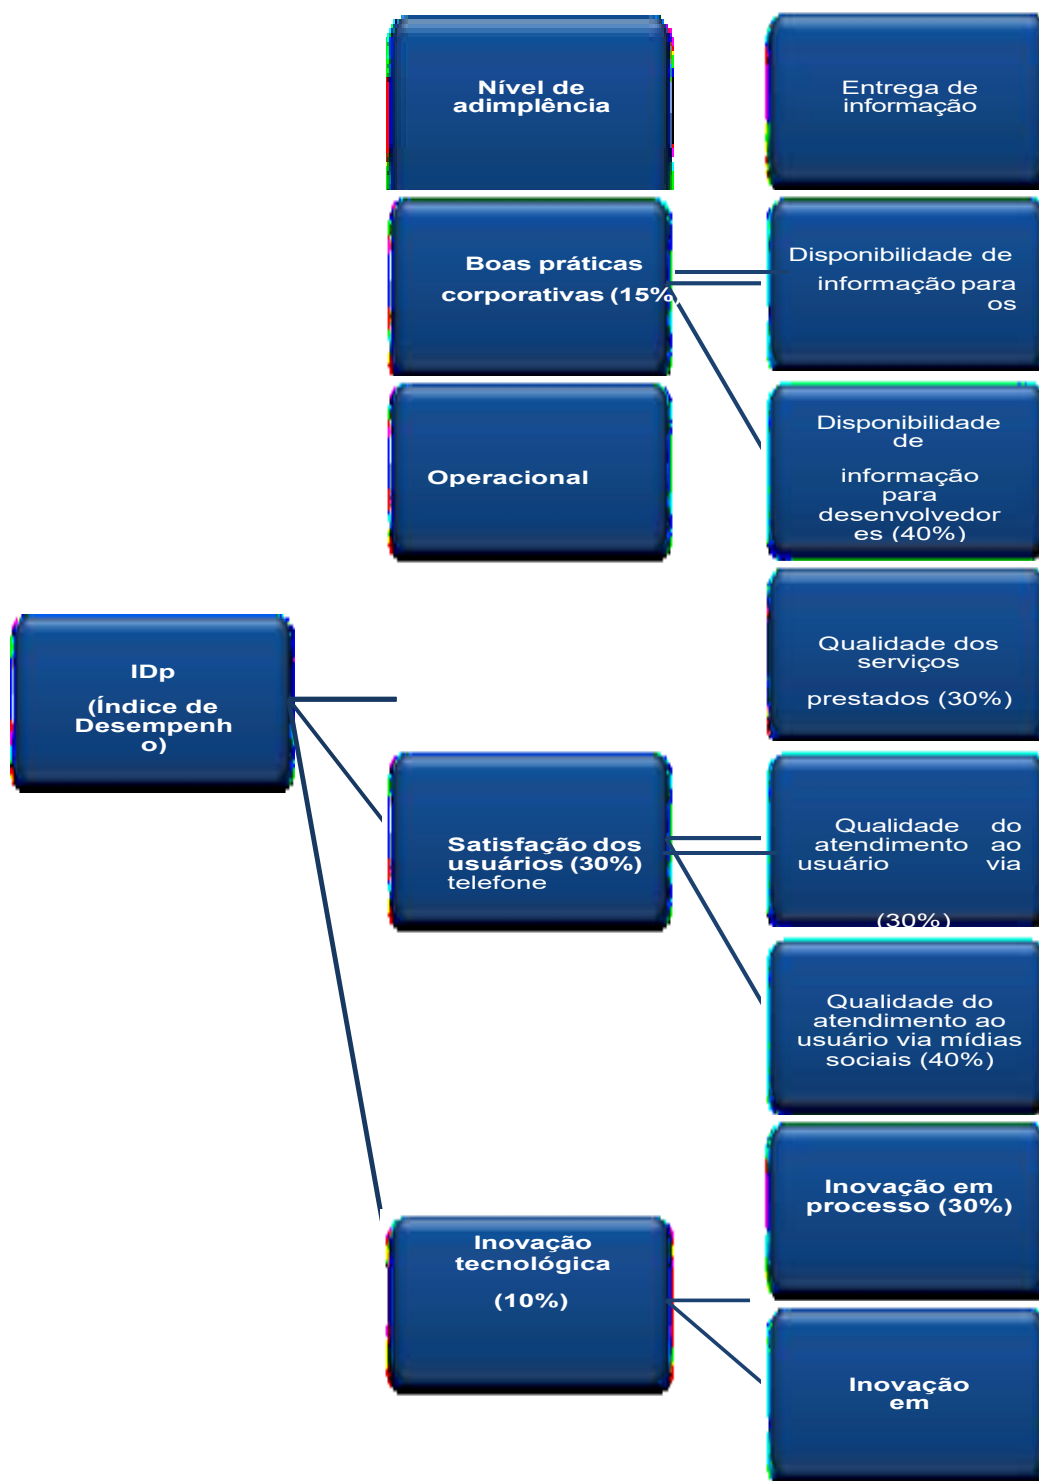 Nível de
adimplência
Entrega de
informação
Boas práticas
corporativas (15%)
Disponibilidade de
informação para
os
Operacional
Disponibilidade
de
informação
para
desenvolvedor
es (40%)
IDp
(Índice de
Desempenh
o)
Qualidade dos
serviços
prestados (30%)
Satisfação dos
usuários (30%)
telefone
Qualidade do
atendimento ao
usuário via
(30%)
Qualidade do
atendimento ao
usuário via mídias
sociais (40%)
Inovação
tecnológica
(10%)
Inovação em
processo (30%)
Inovação
em